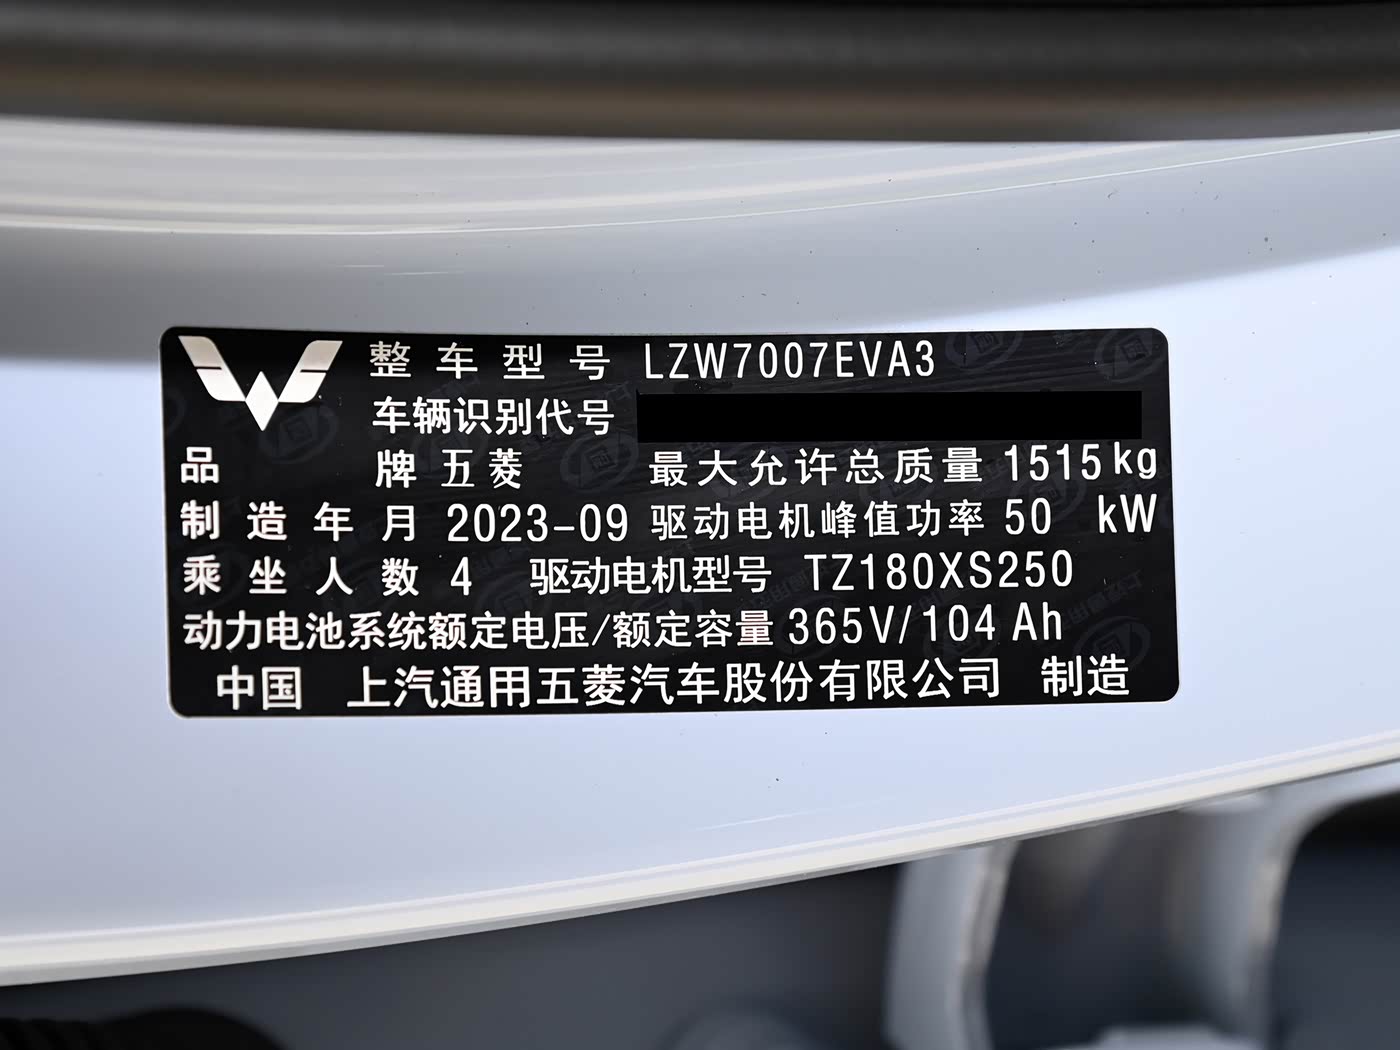 整车型号 LZW7007EVA3
车辆识别代号
品牌 五菱 最大允许总质量 1515kg
制造年月 2023-09 驱动电机峰值功率 50 kW
乘坐人数 4 驱动电机型号 TZ180XS250
动力电池系统额定电压/额定容量 365V/104Ah
中国 上汽通用五菱汽车股份有限公司 制造